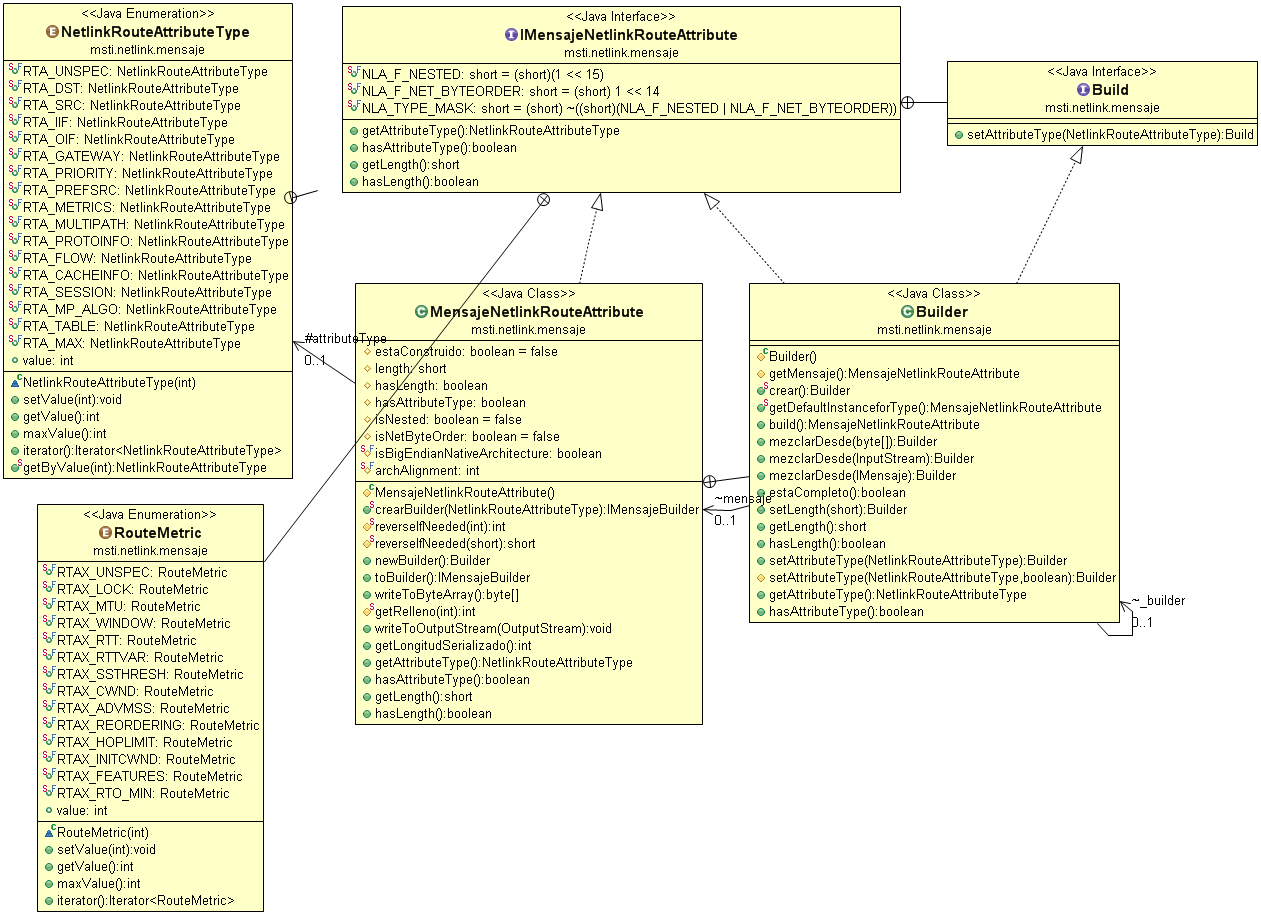 <<Java Enumeration>>
NetlinkRouteAttributeType
msti.netlink.mensaje
RTA_UNSPEC: NetlinkRouteAttributeType
RTA_DST: NetlinkRouteAttributeType
RTA_SRC: NetlinkRouteAttributeType
RTA_IIF: NetlinkRouteAttributeType
RTA_OIF: NetlinkRouteAttributeType
RTA_GATEWAY: NetlinkRouteAttributeType
RTA_PRIORITY: NetlinkRouteAttributeType
RTA_PREFSRC: NetlinkRouteAttributeType
RTA_METRICS: NetlinkRouteAttributeType
RTA_MULTIPATH: NetlinkRouteAttributeType
RTA_PROTOINFO: NetlinkRouteAttributeType
RTA_FLOW: NetlinkRouteAttributeType
RTA_CACHEINFO: NetlinkRouteAttributeType
RTA_SESSION: NetlinkRouteAttributeType
RTA_MP_ALGO: NetlinkRouteAttributeType
RTA_TABLE: NetlinkRouteAttributeType
RTA_MAX: NetlinkRouteAttributeType
value: int
NetlinkRouteAttributeType(int)
setValue(int):void
getValue():int
maxValue():int
iterator():Iterator<NetlinkRouteAttributeType>
getByValue(int):NetlinkRouteAttributeType
<<Java Interface>>
IMensajeNetlinkRouteAttribute
msti.netlink.mensaje
NLA_F_NESTED: short = (short)(1 << 15)
NLA_F_NET_BYTEORDER: short = (short) 1 << 14
NLA_TYPE_MASK: short = (short) ~((short)(NLA_F_NESTED | NLA_F_NET_BYTEORDER))
getAttributeType():NetlinkRouteAttributeType
hasAttributeType():boolean
getLength():short
hasLength():boolean
<<Java Interface>>
Build
msti.netlink.mensaje
setAttributeType(NetlinkRouteAttributeType):Build
#attributeType
0..1
<<Java Class>>
MensajeNetlinkRouteAttribute
msti.netlink.mensaje
estaConstruido: boolean = false
length: short
hasLength: boolean
hasAttributeType: boolean
isNested: boolean = false
isNetByteOrder: boolean = false
isBigEndianNativeArchitecture: boolean
archAlignment: int
MensajeNetlinkRouteAttribute()
crearBuilder(NetlinkRouteAttributeType):IMensajeBuilder
reverseIfNeeded(int):int
reverseIfNeeded(short):short
newBuilder():Builder
toBuilder():IMensajeBuilder
writeToByteArray():byte[]
getRelleno(int):int
writeToOutputStream(OutputStream):void
getLongitudSerializado():int
getAttributeType():NetlinkRouteAttributeType
hasAttributeType():boolean
getLength():short
hasLength():boolean
~mensaje
0..1
<<Java Class>>
Builder
msti.netlink.mensaje
Builder()
getMensaje():MensajeNetlinkRouteAttribute
crear():Builder
getDefaultInstanceforType():MensajeNetlinkRouteAttribute
build():MensajeNetlinkRouteAttribute
mezclarDesde(byte[]):Builder
mezclarDesde(InputStream):Builder
mezclarDesde(IMensaje):Builder
estaCompleto():boolean
setLength(short):Builder
getLength():short
hasLength():boolean
setAttributeType(NetlinkRouteAttributeType):Builder
setAttributeType(NetlinkRouteAttributeType,boolean):Builder
getAttributeType():NetlinkRouteAttributeType
hasAttributeType():boolean
~_builder
0..1
<<Java Enumeration>>
RouteMetric
msti.netlink.mensaje
RTAX_UNSPEC: RouteMetric
RTAX_LOCK: RouteMetric
RTAX_MTU: RouteMetric
RTAX_WINDOW: RouteMetric
RTAX_RTT: RouteMetric
RTAX_RTTVAR: RouteMetric
RTAX_SSTHRESH: RouteMetric
RTAX_CWND: RouteMetric
RTAX_ADVMSS: RouteMetric
RTAX_REORDERING: RouteMetric
RTAX_HOPLIMIT: RouteMetric
RTAX_INITCWND: RouteMetric
RTAX_FEATURES: RouteMetric
RTAX_RTO_MIN: RouteMetric
value: int
RouteMetric(int)
setValue(int):void
getValue():int
maxValue():int
iterator():Iterator<RouteMetric>